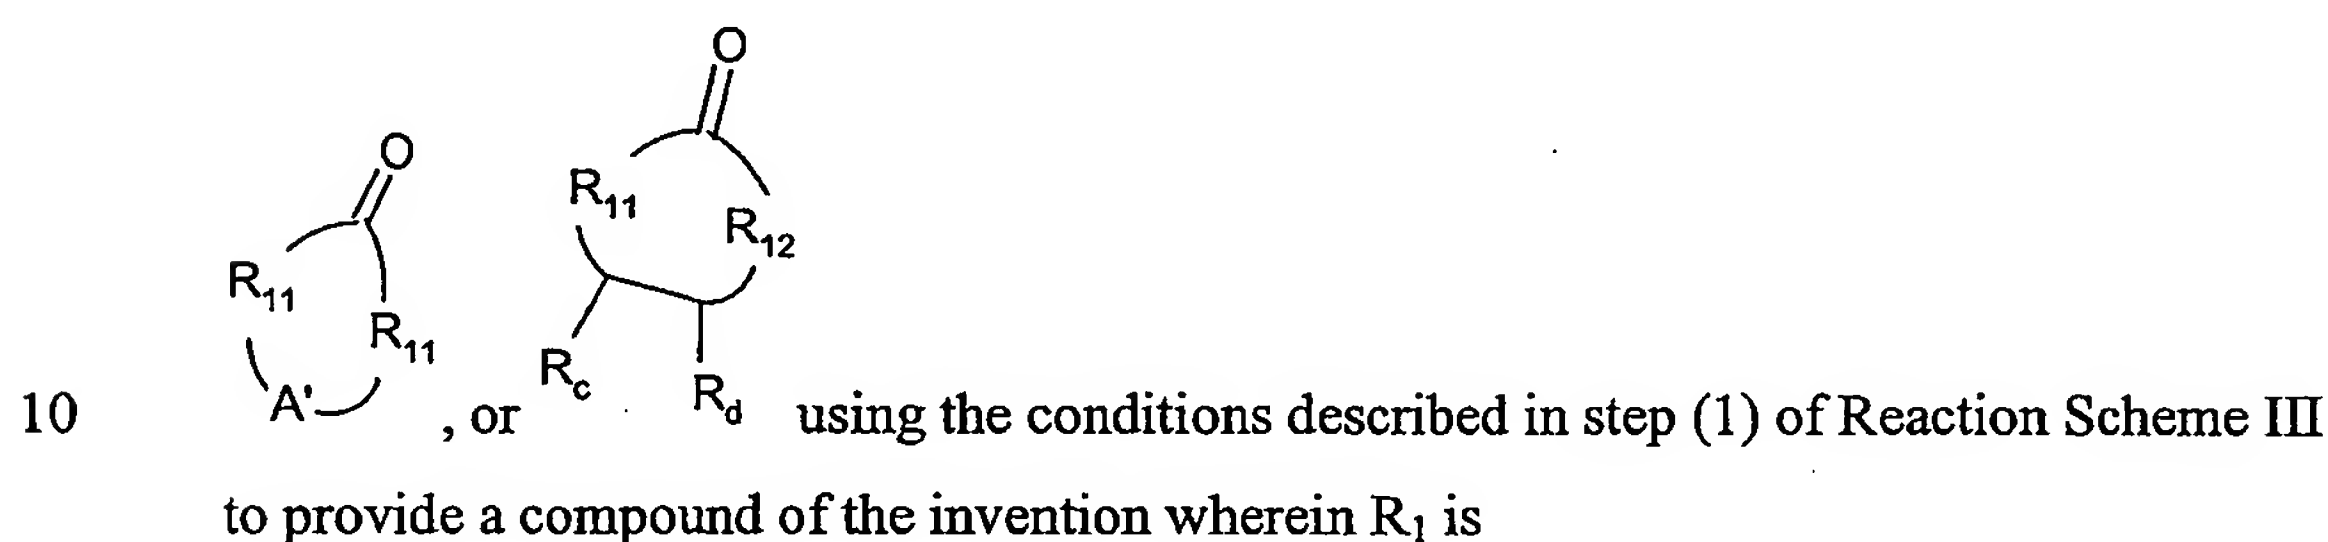 O
O
R11
R12
R11
R11
Rc
Rd
10 A' , or using the conditions described in step (1) of Reaction Scheme III
to provide a compound of the invention wherein R1 is